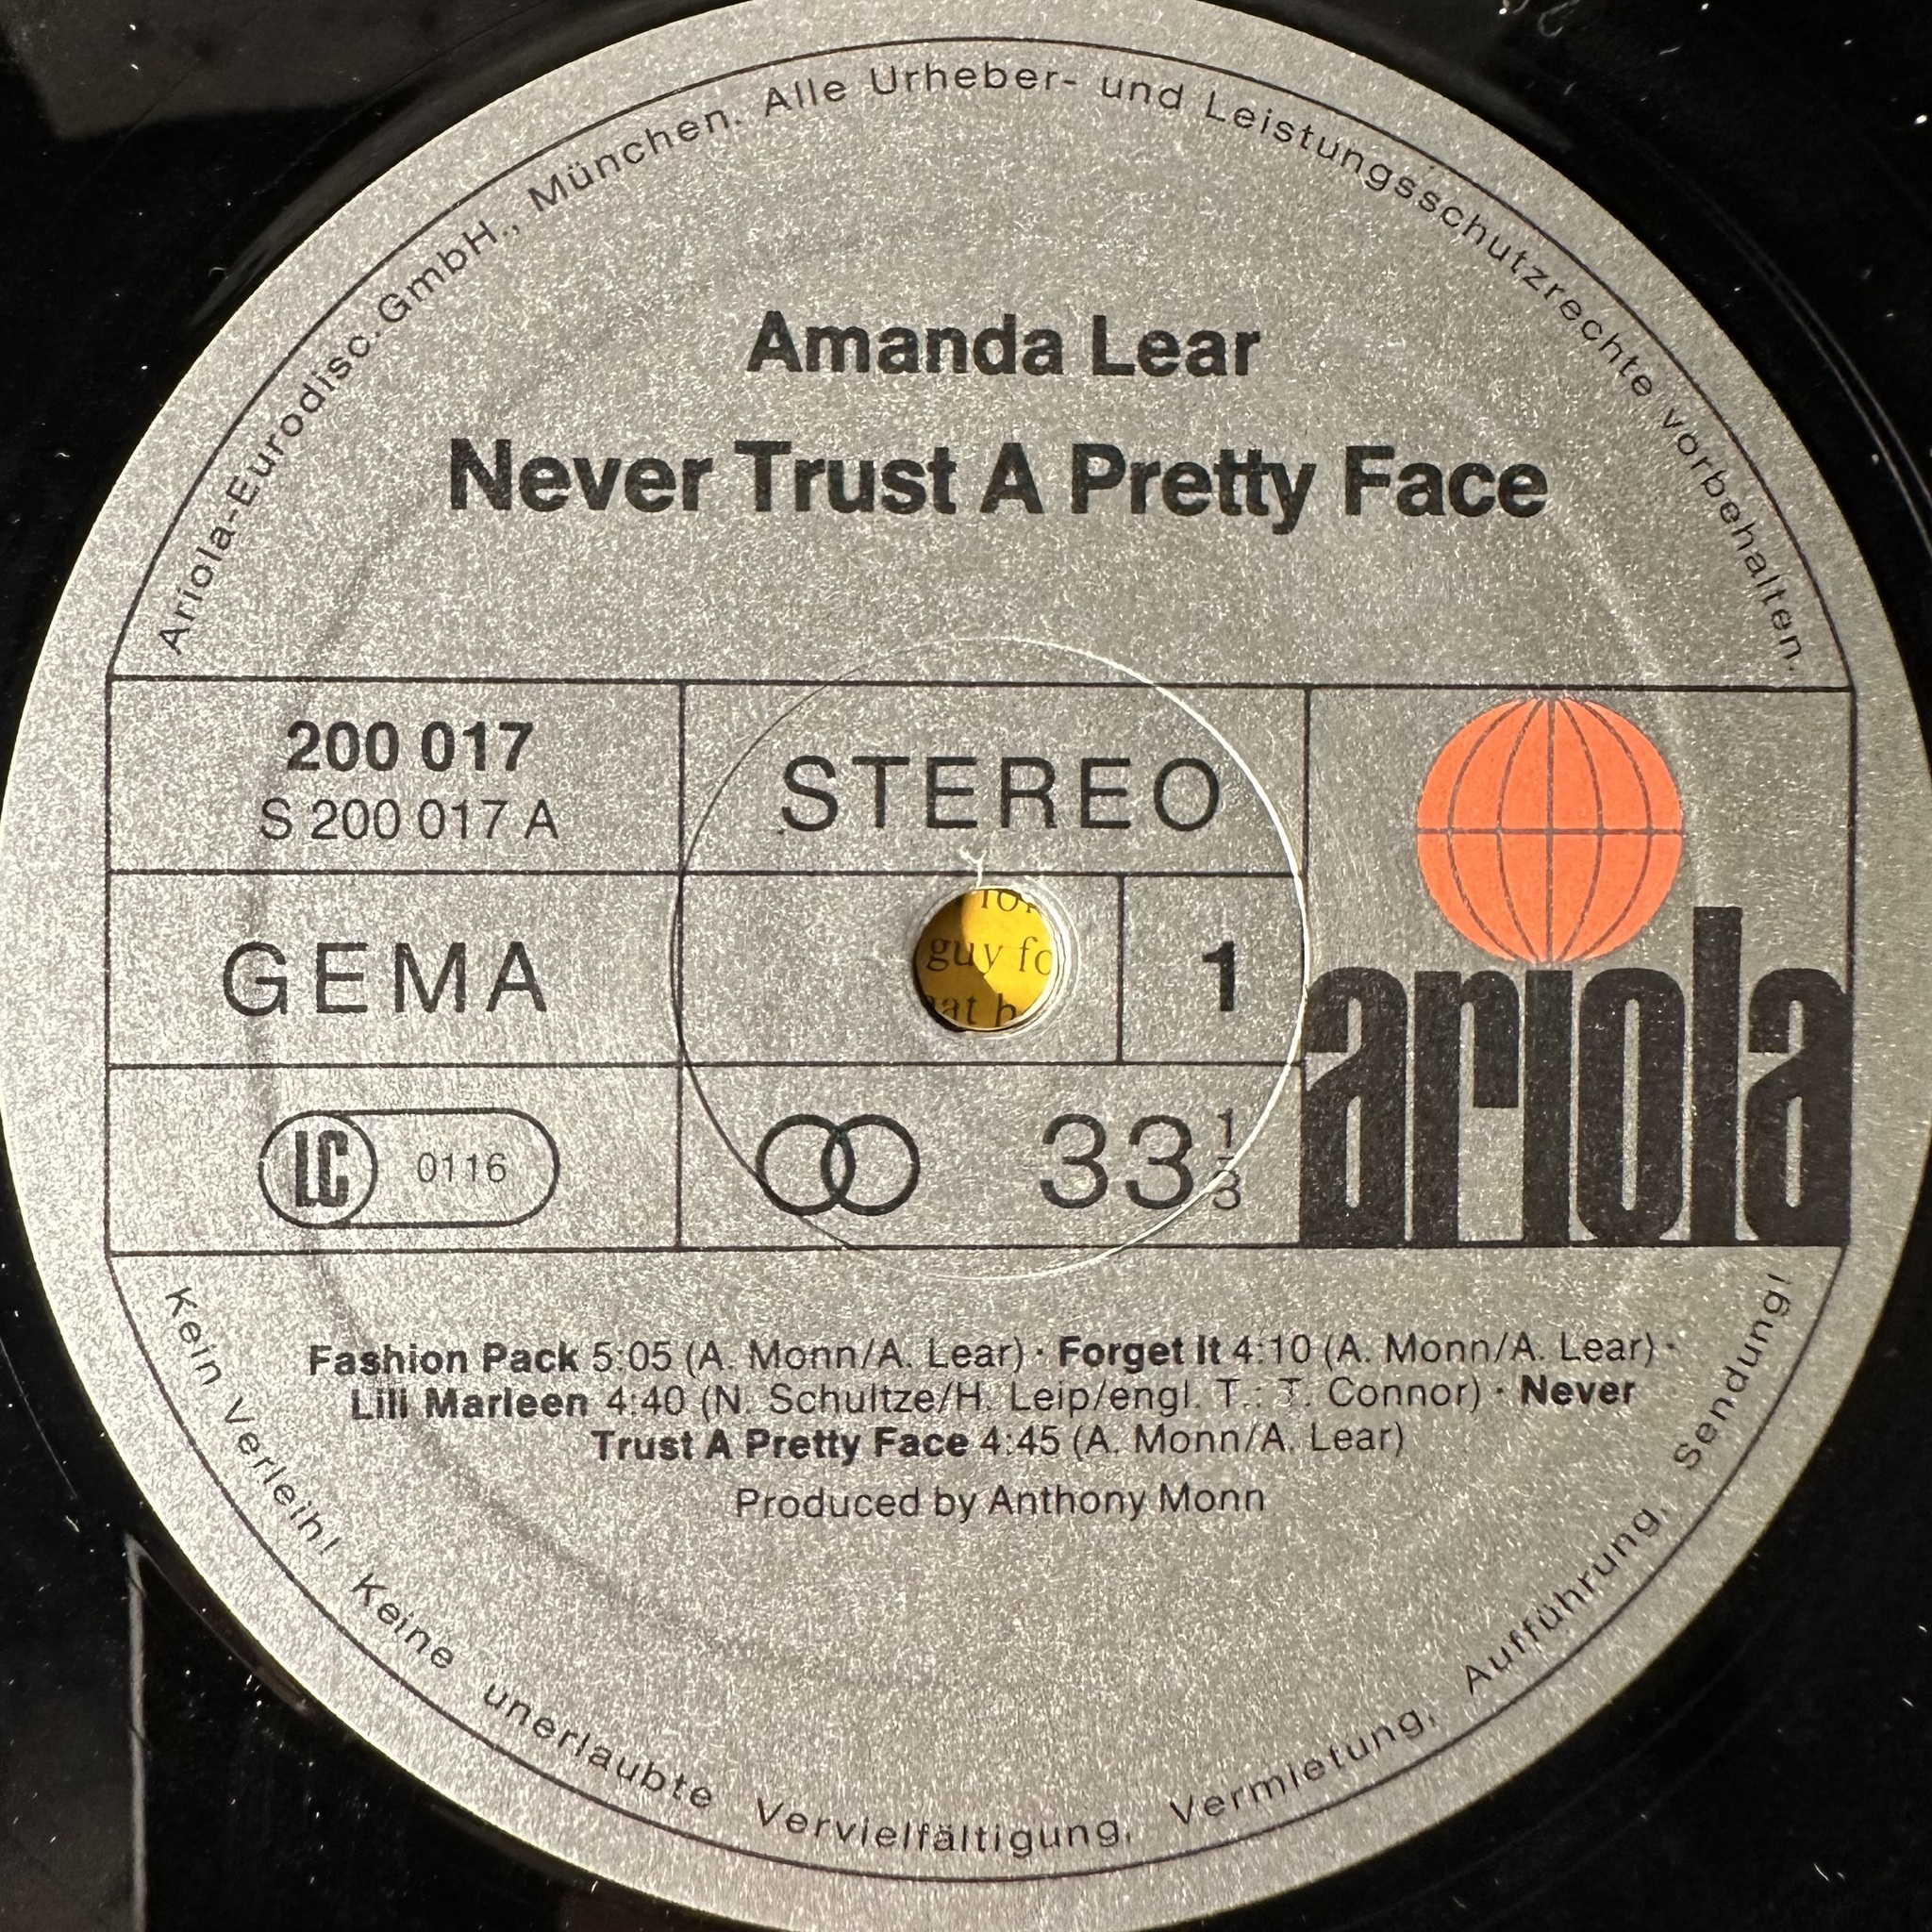 Ariola-Eurodisc.GmbH., München. Alle Urheber- und Leistungsschutzrechte vorbehalten.
Amanda Lear
Never Trust A Pretty Face
200 017
S 200 017 A
STEREO
GEMA
guy fo
1
ariola
LC 0116
33 1/3
Fashion Pack 5:05 (A. Monn/A. Lear) · Forget It 4:10 (A. Monn/A. Lear) ·
Lili Marleen 4:40 (N. Schultze/H. Leip/engl. T.: T. Connor) · Never
Trust A Pretty Face 4:45 (A. Monn/A. Lear)
Produced by Anthony Monn
Kein Verleih! Keine unerlaubte Vervielfältigung, Vermietung, Aufführung, Sendung!